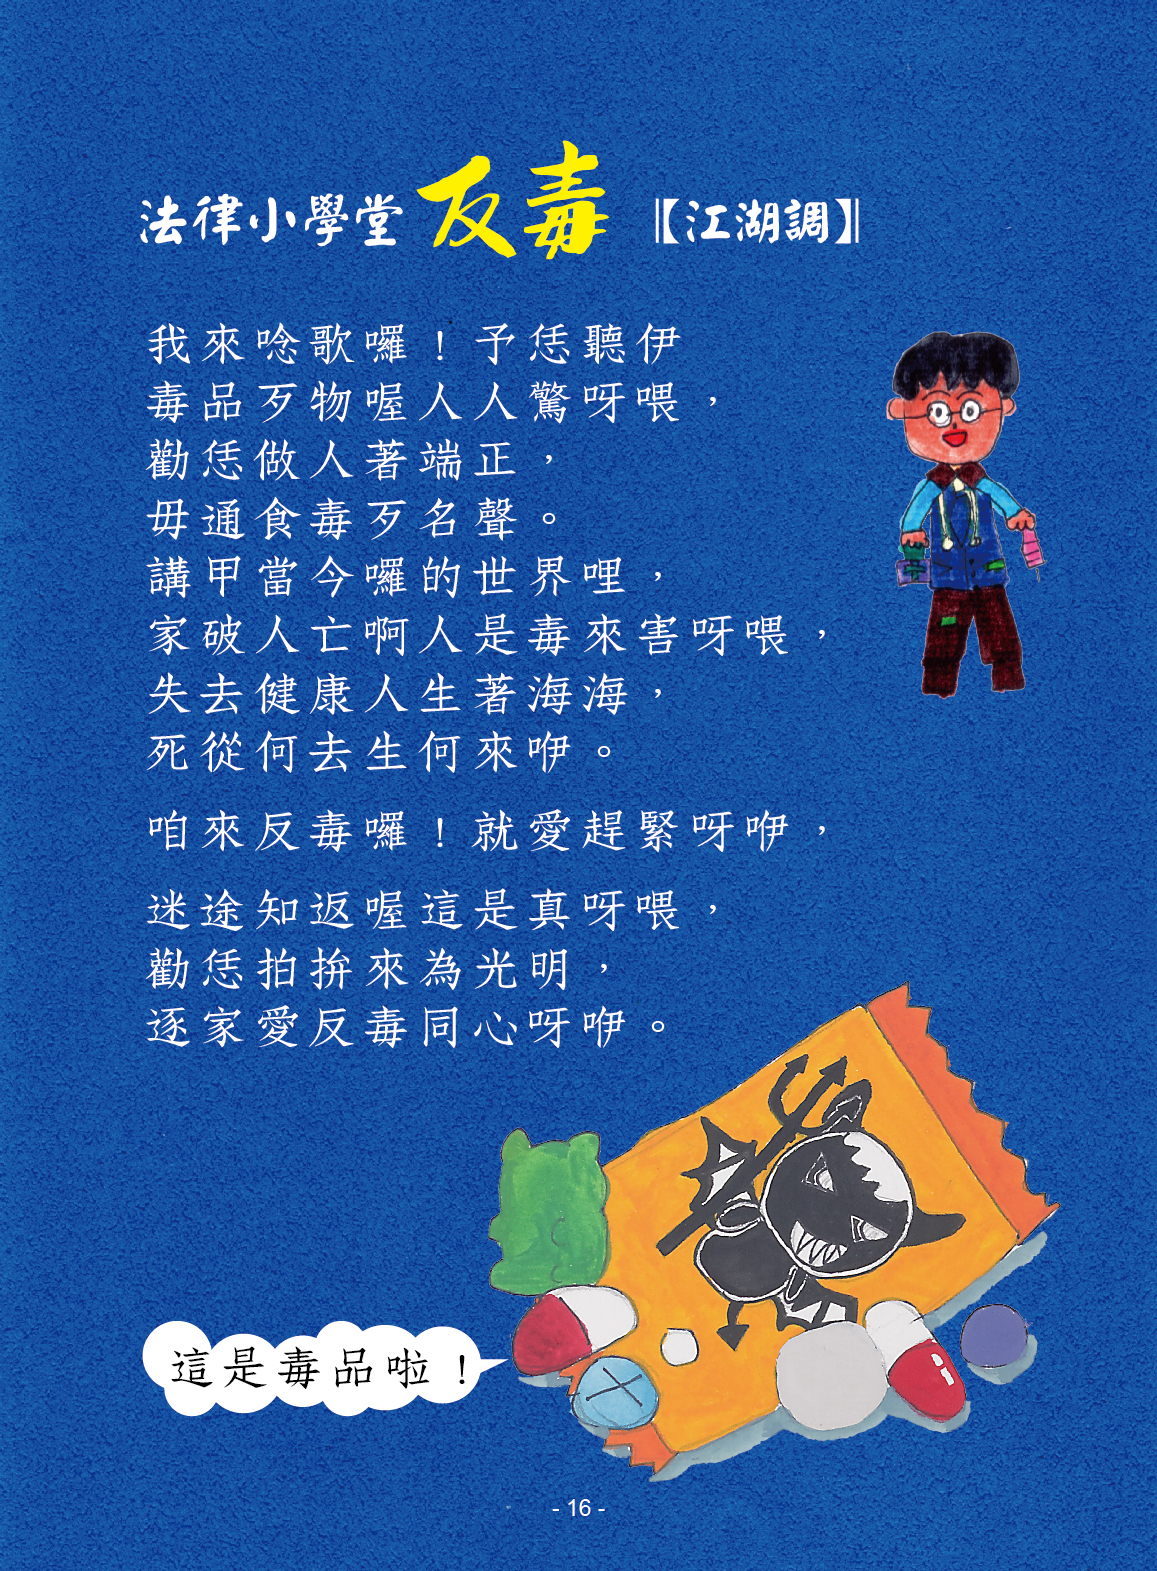 法律小學堂 反毒 【江湖調】
我來唸歌囉！予恁聽伊
毒品歹物喔人人驚呀喂，
勸恁做人著端正，
毋通食毒歹名聲。
講甲當今囉的世界哩，
家破人亡啊人是毒來害呀喂，
失去健康人生著海海，
死從何去生何來咿。
咱來反毒囉！就愛趕緊呀咿，
迷途知返喔這是真呀喂，
勸恁拍拚來為光明，
逐家愛反毒同心呀咿。
這是毒品啦！
- 16 -